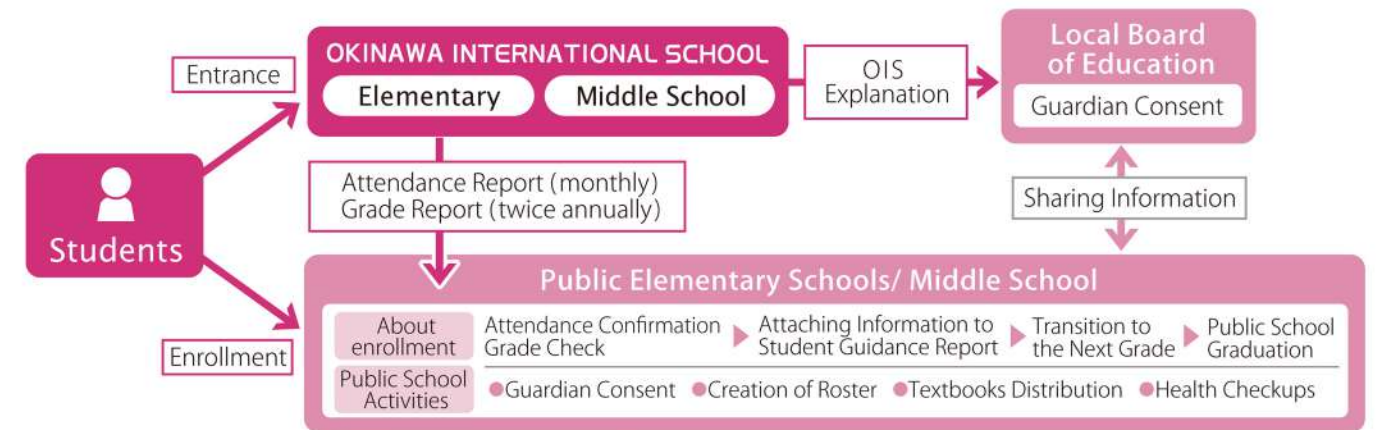 OKINAWA INTERNATIONAL SCHOOL
Elementary
Middle School
Entrance
OIS
Explanation
Local Board
of Education
Guardian Consent
Students
Attendance Report (monthly)
Grade Report (twice annually)
Sharing Information
Enrollment
Public Elementary Schools/ Middle School
About
enrollment
Attendance Confirmation
Grade Check
Attaching Information to
Student Guidance Report
Transition to
the Next Grade
Public School
Graduation
Public School
Activities
●Guardian Consent ●Creation of Roster ●Textbooks Distribution ●Health Checkups